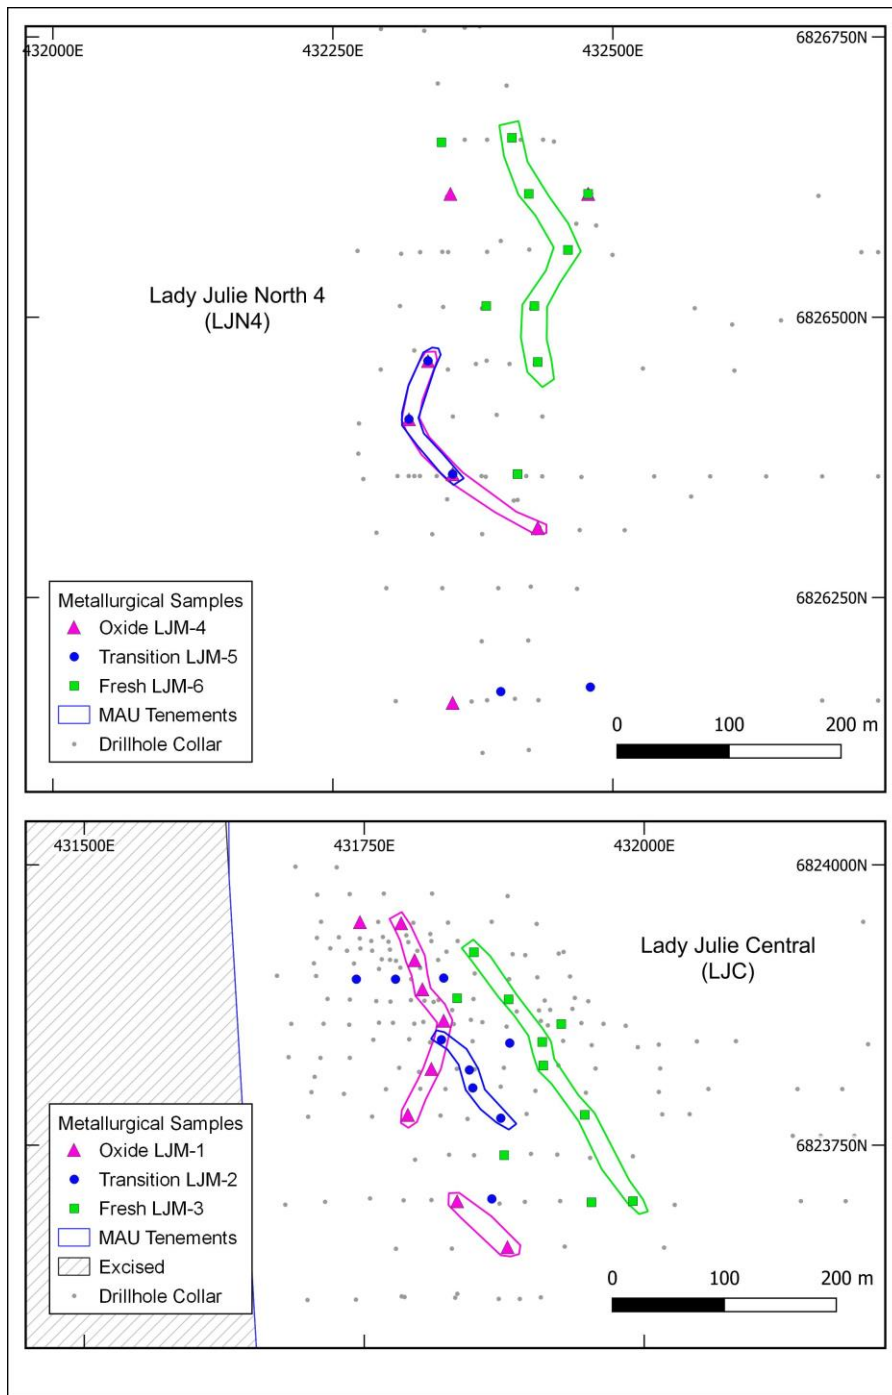 432000E 432250E 432500E 6826750N
Lady Julie North 4
(LJN4)
6826500N
6826250N
Metallurgical Samples
Oxide LJM-4
Transition LJM-5
Fresh LJM-6
MAU Tenements
Drillhole Collar
0 100 200 m
431500E 431750E 432000E
6824000N
Lady Julie Central
(LJC)
6823750N
Metallurgical Samples
Oxide LJM-1
Transition LJM-2
Fresh LJM-3
MAU Tenements
Excised
Drillhole Collar
0 100 200 m